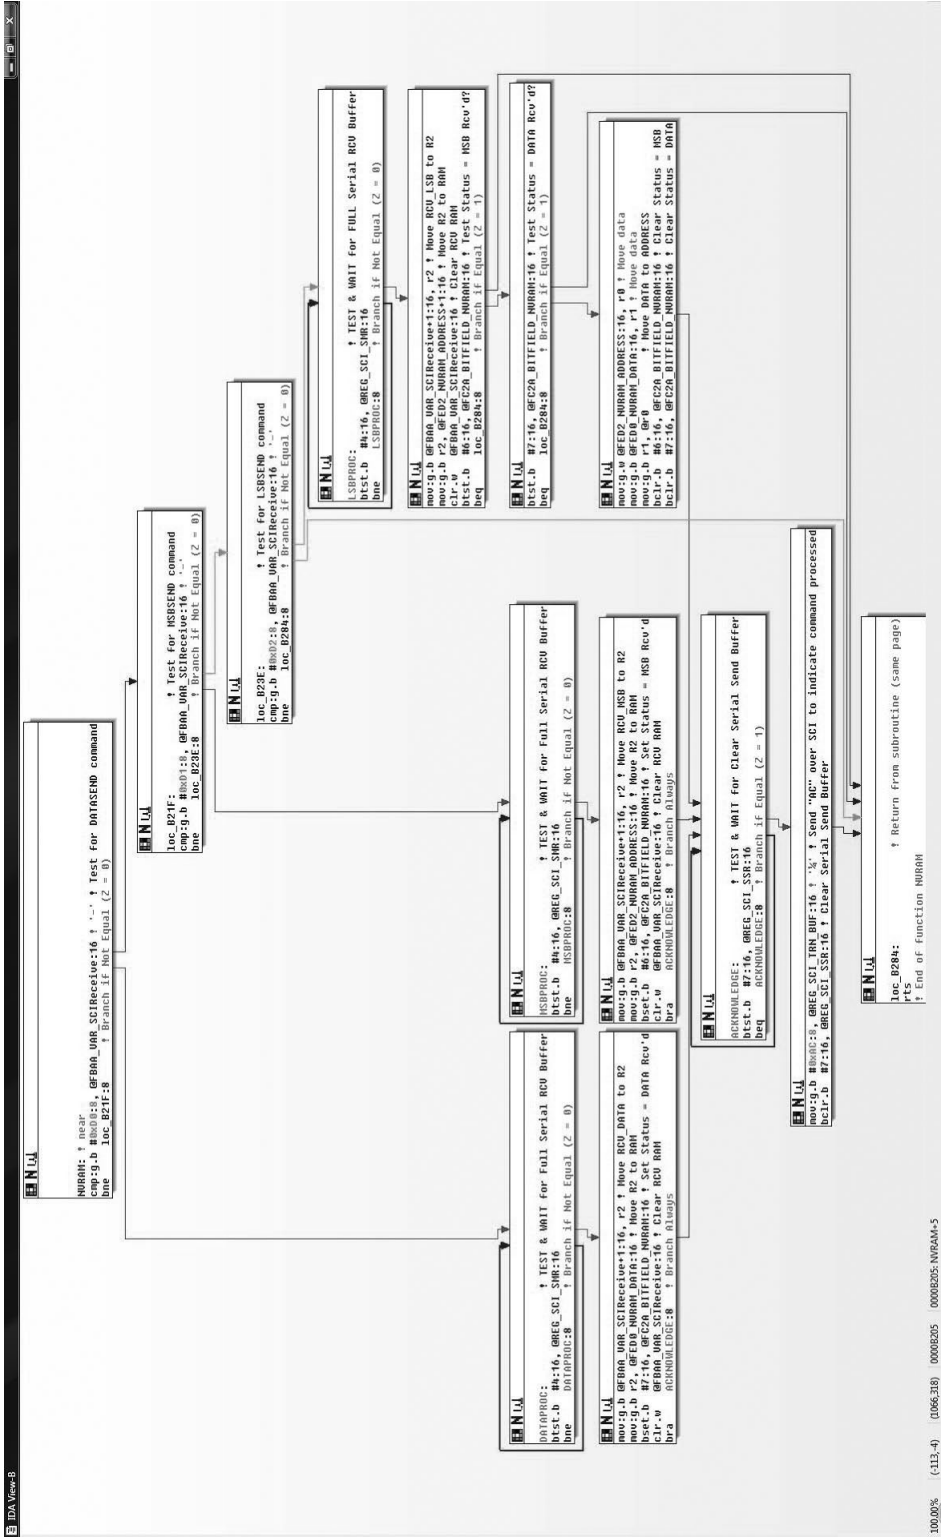 IDA View-B
NVRAM: ! near
cmp:g.b #0xD0:8, @FBAA_VAR_SCIReceive:16 ! '-' ! Test for DATASEND command
bne loc_B21F:8 ! Branch if Not Equal (Z = 0)
loc_B21F: ! Test for MSBSEND command
cmp:g.b #0xD1:8, @FBAA_VAR_SCIReceive:16 ! '-'
bne loc_B23E:8 ! Branch if Not Equal (Z = 0)
loc_B23E: ! Test for LSBSEND command
cmp:g.b #0xD2:8, @FBAA_VAR_SCIReceive:16 ! '-'
bne loc_B284:8 ! Branch if Not Equal (Z = 0)
LSBPROC: ! TEST & WAIT for FULL Serial RCV Buffer
btst.b #4:16, @REG_SCI_SMR:16
bne LSBPROC:8 ! Branch if Not Equal (Z = 0)
mov:g.b @FBAA_VAR_SCIReceive+1:16, r2 ! Move RCV_LSB to R2
mov:g.b r2, @FED2_NVRAM_ADDRESS+1:16 ! Move R2 to RAM
clr.w @FBAA_VAR_SCIReceive:16 ! Clear RCV RAM
btst.b #6:16, @FC2A_BITFIELD_NVRAM:16 ! Test Status = MSB Rcv'd?
beq loc_B284:8 ! Branch if Equal (Z = 1)
DATAPROC: ! TEST & WAIT for Full Serial RCV Buffer
btst.b #4:16, @REG_SCI_SMR:16
bne DATAPROC:8 ! Branch if Not Equal (Z = 0)
MSBPROC: ! TEST & WAIT for Full Serial RCV Buffer
btst.b #4:16, @REG_SCI_SMR:16
bne MSBPROC:8 ! Branch if Not Equal (Z = 0)
btst.b #7:16, @FC2A_BITFIELD_NVRAM:16 ! Test Status = DATA Rcv'd?
beq loc_B284:8 ! Branch if Equal (Z = 1)
mov:g.b @FBAA_VAR_SCIReceive+1:16, r2 ! Move RCV_DATA to R2
mov:g.b r2, @FED0_NVRAM_DATA:16 ! Move R2 to RAM
bset.b #7:16, @FC2A_BITFIELD_NVRAM:16 ! Set Status = DATA Rcv'd
clr.w @FBAA_VAR_SCIReceive:16 ! Clear RCV RAM
bra ACKNOWLEDGE:8 ! Branch Always
mov:g.b @FBAA_VAR_SCIReceive+1:16, r2 ! Move RCV_MSB to R2
mov:g.b r2, @FED2_NVRAM_ADDRESS:16 ! Move R2 to RAM
bset.b #6:16, @FC2A_BITFIELD_NVRAM:16 ! Set Status = MSB Rcv'd
clr.w @FBAA_VAR_SCIReceive:16 ! Clear RCV RAM
bra ACKNOWLEDGE:8 ! Branch Always
mov:g.w @FED2_NVRAM_ADDRESS:16, r0 ! Move data
mov:g.b @FED0_NVRAM_DATA:16, r1 ! Move data
mov:g.b r1, @r0 ! Move DATA to ADDRESS
bclr.b #6:16, @FC2A_BITFIELD_NVRAM:16 ! Clear Status = MSB
bclr.b #7:16, @FC2A_BITFIELD_NVRAM:16 ! Clear Status = DATA
ACKNOWLEDGE: ! TEST & WAIT for Clear Serial Send Buffer
btst.b #7:16, @REG_SCI_SSR:16
beq ACKNOWLEDGE:8 ! Branch if Equal (Z = 1)
mov:g.b #0xAC:8, @REG_SCI_TRN_BUF:16 ! '¼' ! Send "AC" over SCI to indicate command processed
bclr.b #7:16, @REG_SCI_SSR:16 ! Clear Serial Send Buffer
loc_B284: ! Return from subroutine (same page)
rts
! End of function NVRAM
100.00% (-113,-4) (1066,318) 0000B205 0000B205: NVRAM+5